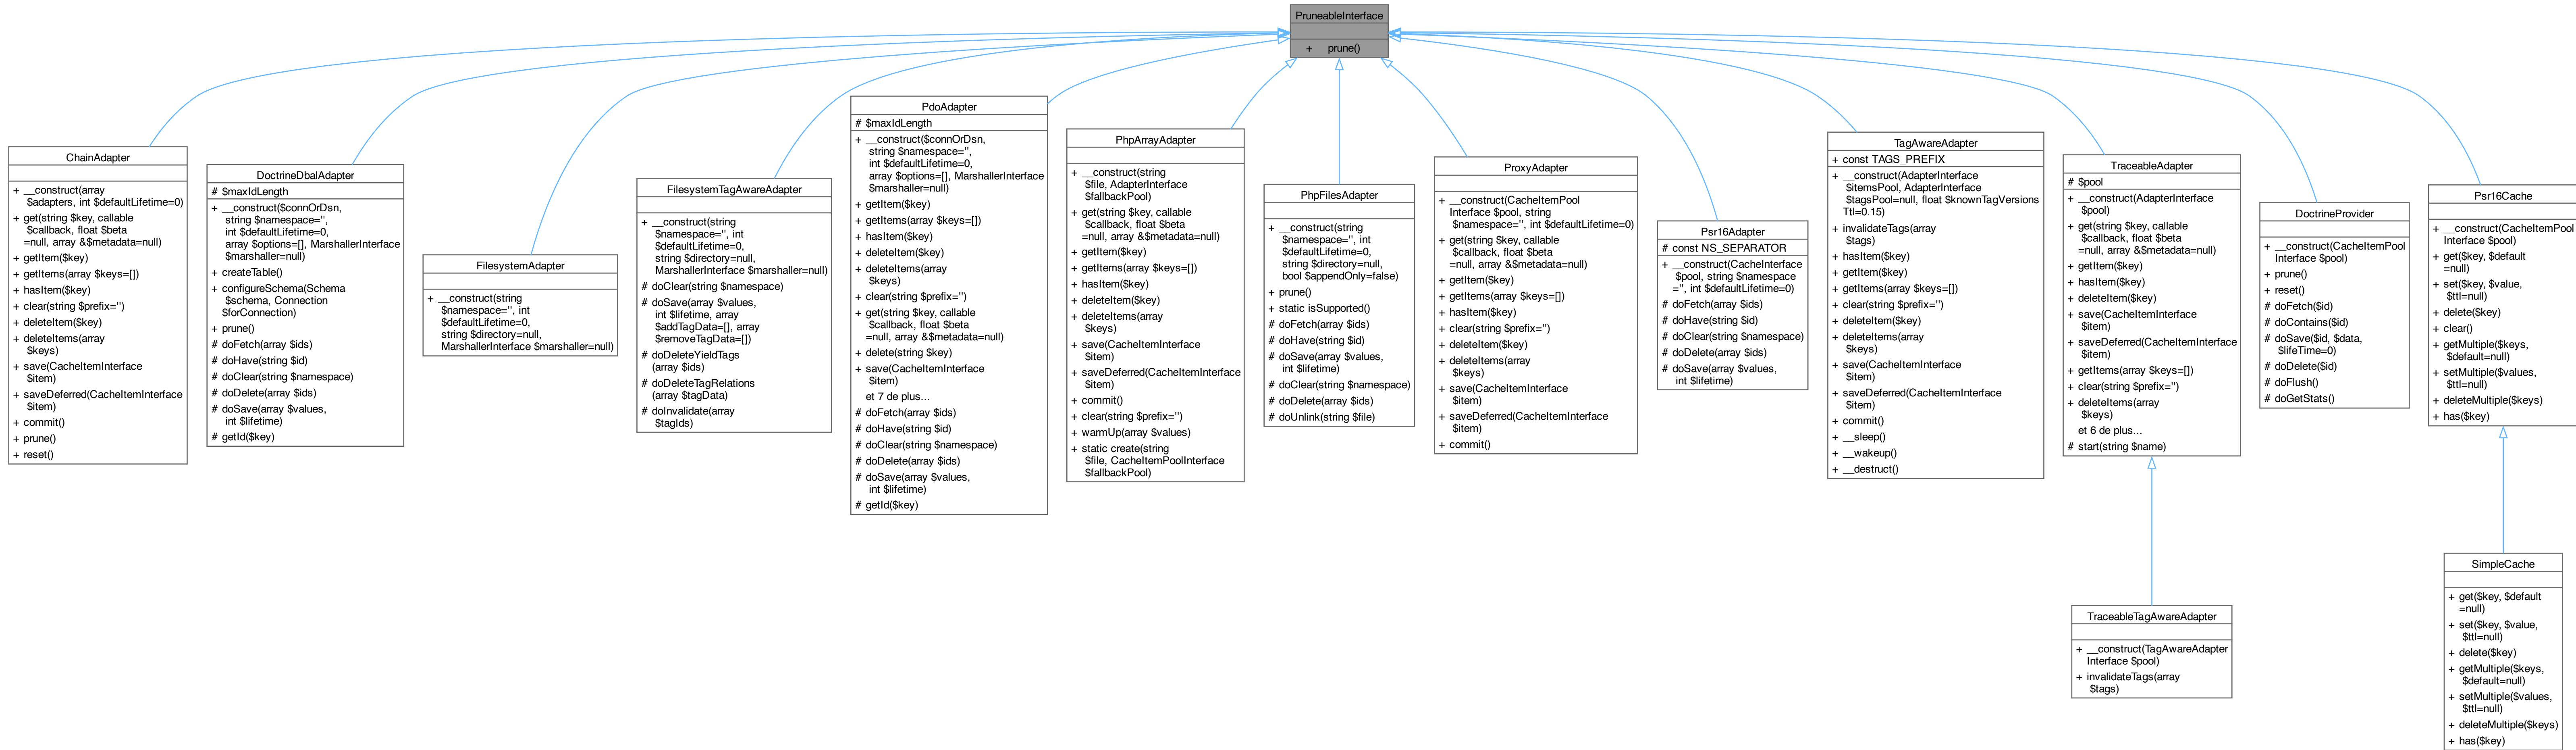 PruneableInterface
+ prune()
ChainAdapter
+ __construct(array
$adapters, int $defaultLifetime=0)
+ get(string $key, callable
$callback, float $beta
=null, array &$metadata=null)
+ getItem($key)
+ getItems(array $keys=[])
+ hasItem($key)
+ clear(string $prefix='')
+ deleteItem($key)
+ deleteItems(array
$keys)
+ save(CacheItemInterface
$item)
+ saveDeferred(CacheItemInterface
$item)
+ commit()
+ prune()
+ reset()
DoctrineDbalAdapter
# $maxIdLength
+ __construct($connOrDsn,
string $namespace='',
int $defaultLifetime=0,
array $options=[], MarshallerInterface
$marshaller=null)
+ createTable()
+ configureSchema(Schema
$schema, Connection
$forConnection)
+ prune()
# doFetch(array $ids)
# doHave(string $id)
# doClear(string $namespace)
# doDelete(array $ids)
# doSave(array $values,
int $lifetime)
# getId($key)
FilesystemAdapter
+ __construct(string
$namespace='', int
$defaultLifetime=0,
string $directory=null,
MarshallerInterface $marshaller=null)
FilesystemTagAwareAdapter
+ __construct(string
$namespace='', int
$defaultLifetime=0,
string $directory=null,
MarshallerInterface $marshaller=null)
# doClear(string $namespace)
# doSave(array $values,
int $lifetime, array
$addTagData=[], array
$removeTagData=[])
# doDeleteYieldTags
(array $ids)
# doDeleteTagRelations
(array $tagData)
# doInvalidate(array
$tagIds)
PdoAdapter
# $maxIdLength
+ __construct($connOrDsn,
string $namespace='',
int $defaultLifetime=0,
array $options=[], MarshallerInterface
$marshaller=null)
+ getItem($key)
+ getItems(array $keys=[])
+ hasItem($key)
+ deleteItem($key)
+ deleteItems(array
$keys)
+ clear(string $prefix='')
+ get(string $key, callable
$callback, float $beta
=null, array &$metadata=null)
+ delete(string $key)
+ save(CacheItemInterface
$item)
et 7 de plus...
# doFetch(array $ids)
# doHave(string $id)
# doClear(string $namespace)
# doDelete(array $ids)
# doSave(array $values,
int $lifetime)
# getId($key)
PhpArrayAdapter
+ __construct(string
$file, AdapterInterface
$fallbackPool)
+ get(string $key, callable
$callback, float $beta
=null, array &$metadata=null)
+ getItem($key)
+ getItems(array $keys=[])
+ hasItem($key)
+ deleteItem($key)
+ deleteItems(array
$keys)
+ save(CacheItemInterface
$item)
+ saveDeferred(CacheItemInterface
$item)
+ commit()
+ clear(string $prefix='')
+ warmUp(array $values)
+ static create(string
$file, CacheItemPoolInterface
$fallbackPool)
PhpFilesAdapter
+ __construct(string
$namespace='', int
$defaultLifetime=0,
string $directory=null,
bool $appendOnly=false)
+ prune()
+ static isSupported()
# doFetch(array $ids)
# doHave(string $id)
# doSave(array $values,
int $lifetime)
# doClear(string $namespace)
# doDelete(array $ids)
# doUnlink(string $file)
ProxyAdapter
+ __construct(CacheItemPool
Interface $pool, string
$namespace='', int $defaultLifetime=0)
+ get(string $key, callable
$callback, float $beta
=null, array &$metadata=null)
+ getItem($key)
+ getItems(array $keys=[])
+ hasItem($key)
+ clear(string $prefix='')
+ deleteItem($key)
+ deleteItems(array
$keys)
+ save(CacheItemInterface
$item)
+ saveDeferred(CacheItemInterface
$item)
+ commit()
Psr16Adapter
# const NS_SEPARATOR
+ __construct(CacheInterface
$pool, string $namespace
='', int $defaultLifetime=0)
# doFetch(array $ids)
# doHave(string $id)
# doClear(string $namespace)
# doDelete(array $ids)
# doSave(array $values,
int $lifetime)
TagAwareAdapter
+ const TAGS_PREFIX
+ __construct(AdapterInterface
$itemsPool, AdapterInterface
$tagsPool=null, float $knownTagVersions
Ttl=0.15)
+ invalidateTags(array
$tags)
+ hasItem($key)
+ getItem($key)
+ getItems(array $keys=[])
+ clear(string $prefix='')
+ deleteItem($key)
+ deleteItems(array
$keys)
+ save(CacheItemInterface
$item)
+ saveDeferred(CacheItemInterface
$item)
+ commit()
+ __sleep()
+ __wakeup()
+ __destruct()
TraceableAdapter
# $pool
+ __construct(AdapterInterface
$pool)
+ get(string $key, callable
$callback, float $beta
=null, array &$metadata=null)
+ getItem($key)
+ hasItem($key)
+ deleteItem($key)
+ save(CacheItemInterface
$item)
+ saveDeferred(CacheItemInterface
$item)
+ getItems(array $keys=[])
+ clear(string $prefix='')
+ deleteItems(array
$keys)
et 6 de plus...
# start(string $name)
DoctrineProvider
+ __construct(CacheItemPool
Interface $pool)
+ prune()
+ reset()
# doFetch($id)
# doContains($id)
# doSave($id, $data,
$lifeTime=0)
# doDelete($id)
# doFlush()
# doGetStats()
Psr16Cache
+ __construct(CacheItemPool
Interface $pool)
+ get($key, $default
=null)
+ set($key, $value,
$ttl=null)
+ delete($key)
+ clear()
+ getMultiple($keys,
$default=null)
+ setMultiple($values,
$ttl=null)
+ deleteMultiple($keys)
+ has($key)
TraceableTagAwareAdapter
+ __construct(TagAwareAdapter
Interface $pool)
+ invalidateTags(array
$tags)
SimpleCache
+ get($key, $default
=null)
+ set($key, $value,
$ttl=null)
+ delete($key)
+ getMultiple($keys,
$default=null)
+ setMultiple($values,
$ttl=null)
+ deleteMultiple($keys)
+ has($key)